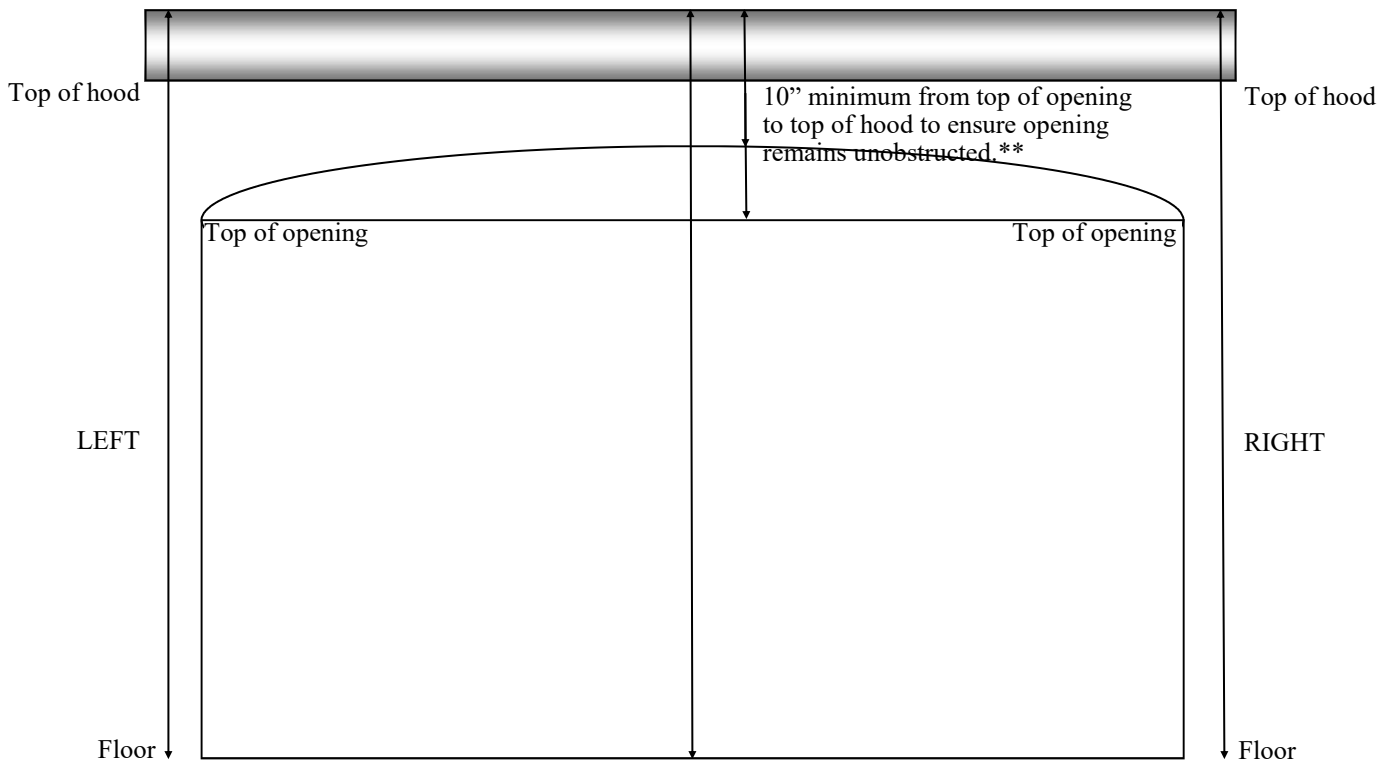 Top of hood
10” minimum from top of opening
to top of hood to ensure opening
remains unobstructed.**
Top of hood
Top of opening
Top of opening
LEFT
RIGHT
Floor
Floor